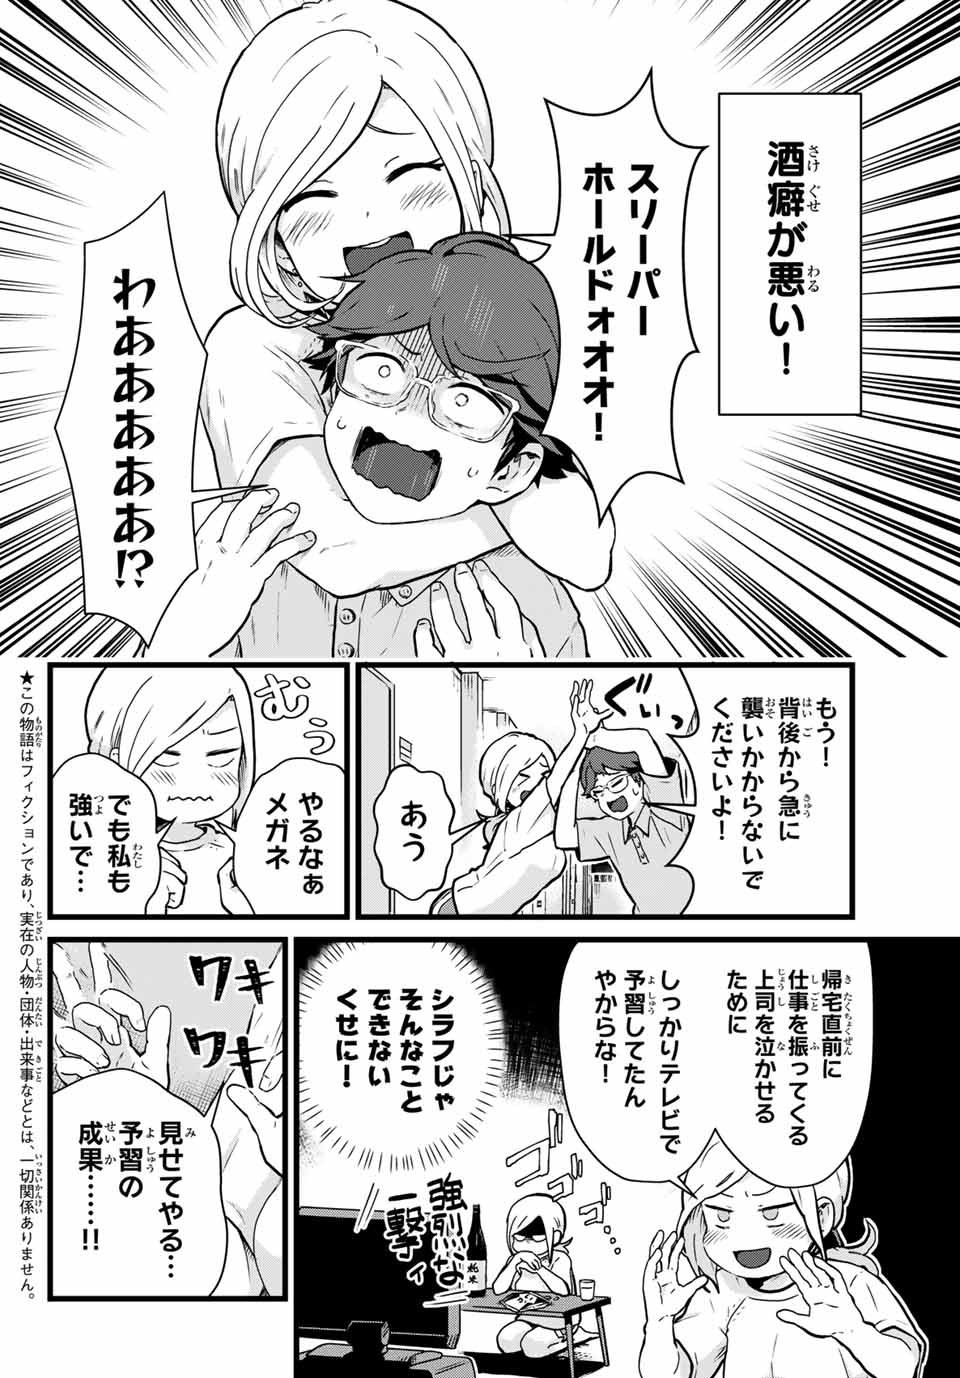 酒癖が悪い！
スリーパー
ホールドォオオ！
わああああああ!?
もう！
背後から急に
襲いかからないで
くださいよ！
ぐいっ
あう
むぅ
やるなぁ
メガネ
でも私も
強いで…
帰宅直前に
仕事を振ってくる
上司を泣かせる
ために
しっかりテレビで
予習してたん
やからな！
シラフじゃ
そんなこと
できない
くせに！
強烈な
一撃ィ
純米
ワキ
ワキ
見せてやる…
予習の
成果……!!
★この物語はフィクションであり、実在の人物・団体・出来事などとは、一切関係ありません。